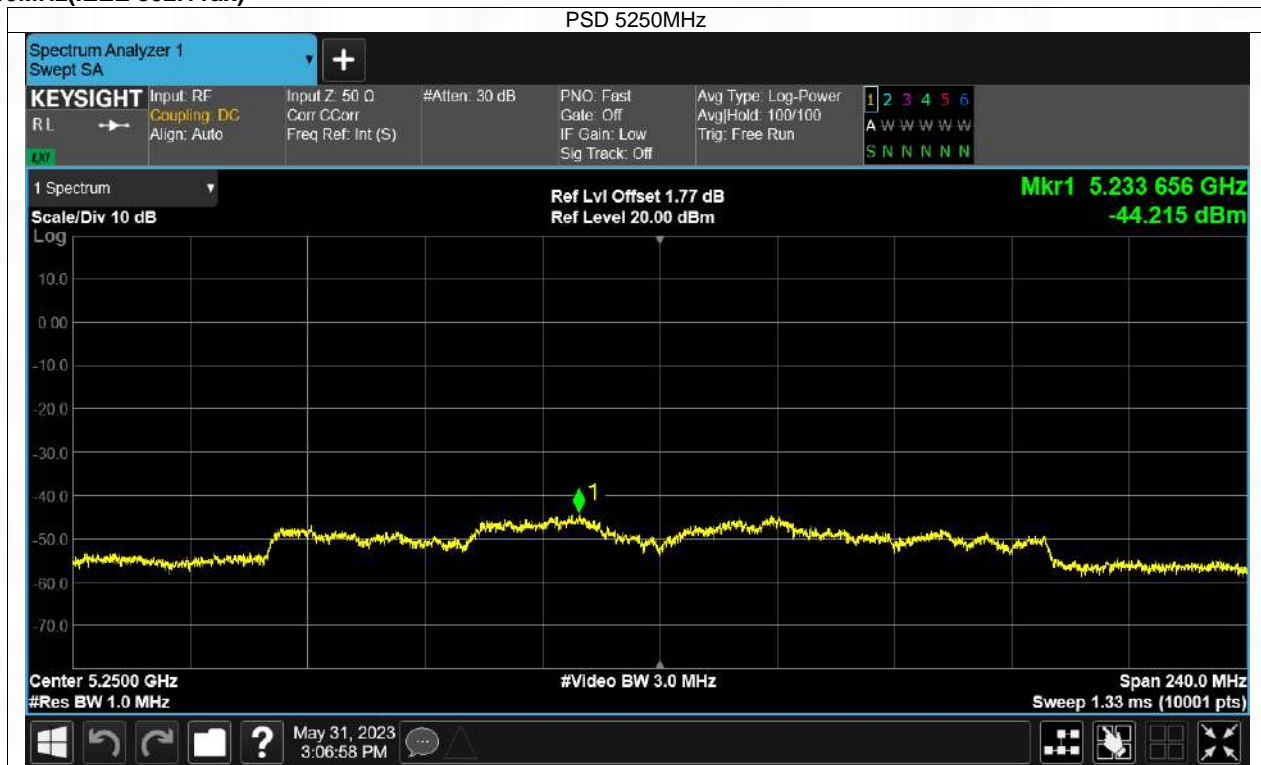 PSD 5250MHz
Spectrum Analyzer 1
Swept SA
+
KEYSIGHT
RL
LXI
Input: RF
Coupling: DC
Align: Auto
Input Z: 50 Ω
Corr CCorr
Freq Ref: Int (S)
#Atten: 30 dB
PNO: Fast
Gate: Off
IF Gain: Low
Sig Track: Off
Avg Type: Log-Power
Avg|Hold: 100/100
Trig: Free Run
1 2 3 4 5 6
A W W W W W
S N N N N N
1 Spectrum
Scale/Div 10 dB
Log
Ref Lvl Offset 1.77 dB
Ref Level 20.00 dBm
Mkr1 5.233 656 GHz
-44.215 dBm
10.0
0.00
-10.0
-20.0
-30.0
-40.0
1
-50.0
-60.0
-70.0
Center 5.2500 GHz
#Res BW 1.0 MHz
#Video BW 3.0 MHz
Span 240.0 MHz
Sweep 1.33 ms (10001 pts)
?
May 31, 2023
3:06:58 PM